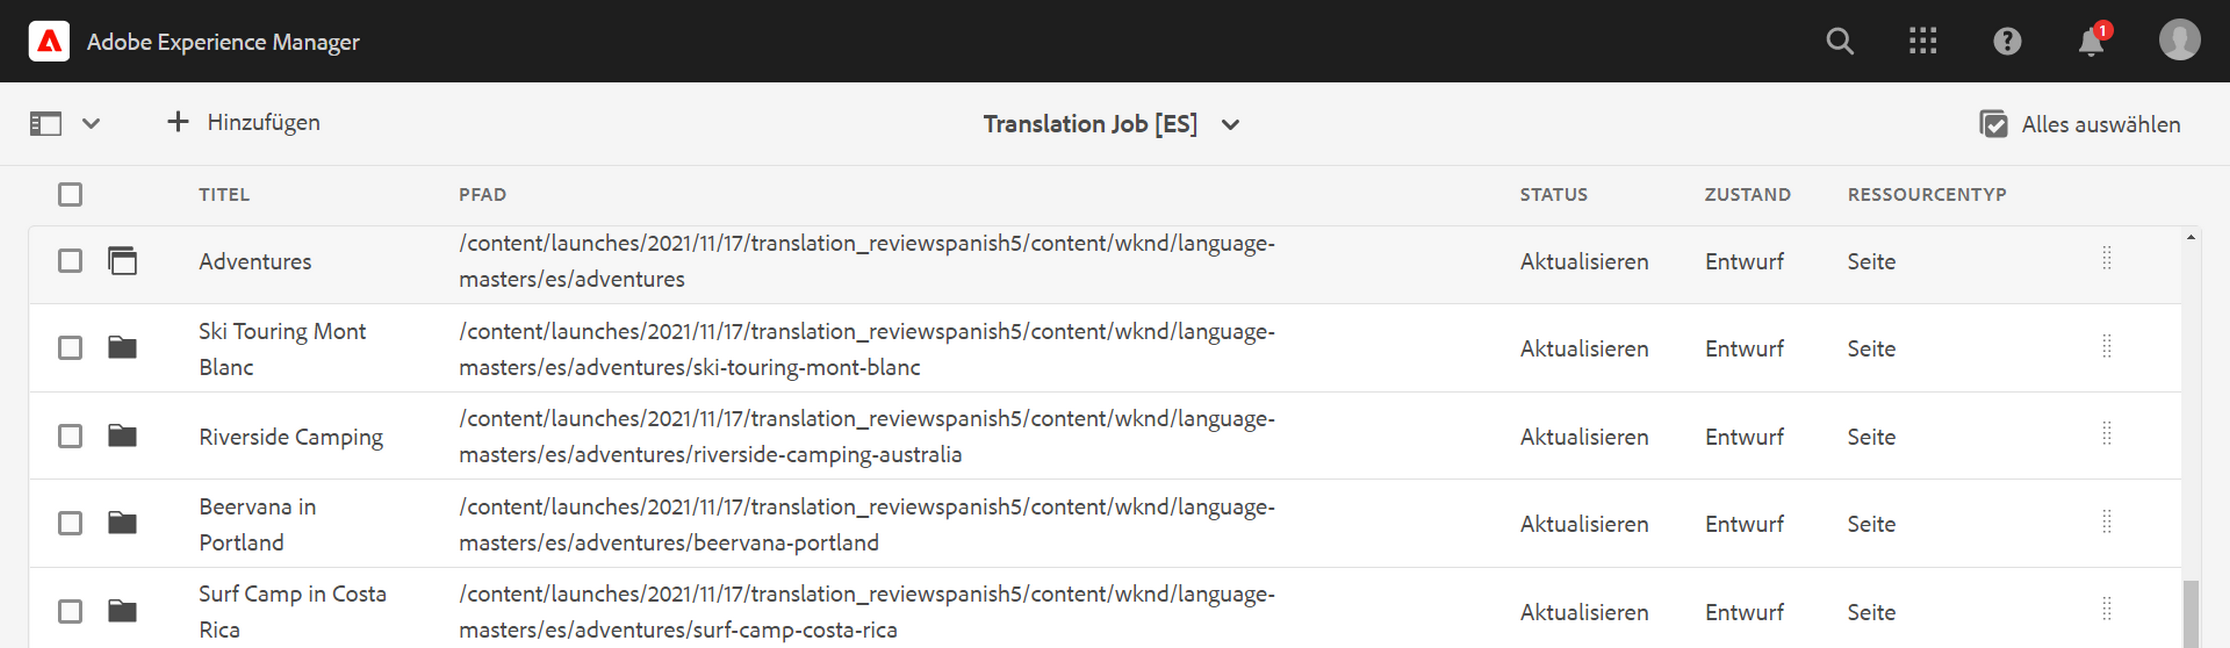 Adobe Experience Manager
1
Hinzufügen
Translation Job [ES]
Alles auswählen
TITEL PFAD STATUS ZUSTAND RESSOURCENTYP
/content/launches/2021/11/17/translation_reviewspanish5/content/wknd/language-
Adventures Aktualisieren Entwurf Seite
masters/es/adventures
Ski Touring Mont /content/launches/2021/11/17/translation_reviewspanish5/content/wknd/language-
Aktualisieren Entwurf Seite
Blanc masters/es/adventures/ski-touring-mont-blanc
/content/launches/2021/11/17/translation_reviewspanish5/content/wknd/language-
Riverside Camping Aktualisieren Entwurf Seite
masters/es/adventures/riverside-camping-australia
Beervana in /content/launches/2021/11/17/translation_reviewspanish5/content/wknd/language-
Aktualisieren Entwurf Seite
Portland masters/es/adventures/beervana-portland
Surf Camp in Costa /content/launches/2021/11/17/translation_reviewspanish5/content/wknd/language-
Aktualisieren Entwurf Seite
Rica masters/es/adventures/surf-camp-costa-rica